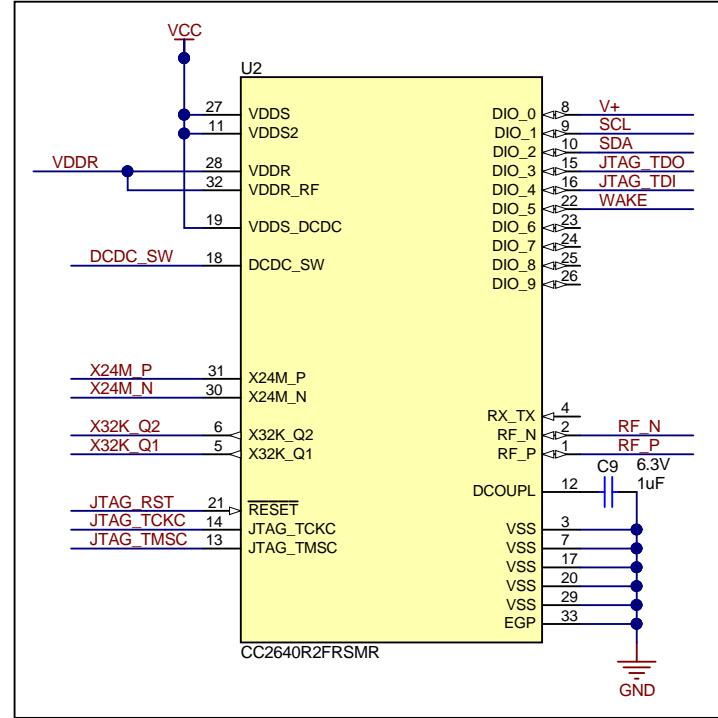 VCC
U2
27 VDDS DIO_0 8 V+
11 VDDS2 DIO_1 9 SCL
DIO_2 10 SDA
VDDR 28 VDDR DIO_3 15 JTAG_TDO
32 VDDR_RF DIO_4 16 JTAG_TDI
DIO_5 22 WAKE
19 VDDS_DCDC DIO_6 23
DIO_7 24
DCDC_SW 18 DCDC_SW DIO_8 25
DIO_9 26
X24M_P 31 X24M_P
X24M_N 30 X24M_N
RX_TX 4
X32K_Q2 6 X32K_Q2 RF_N 2 RF_N
X32K_Q1 5 X32K_Q1 RF_P 1 RF_P
C9 6.3V
DCOUPL 12 1uF
JTAG_RST 21 RESET
JTAG_TCKC 14 JTAG_TCKC VSS 3
JTAG_TMSC 13 JTAG_TMSC VSS 7
VSS 17
VSS 20
VSS 29
EGP 33
CC2640R2FRSMR
GND